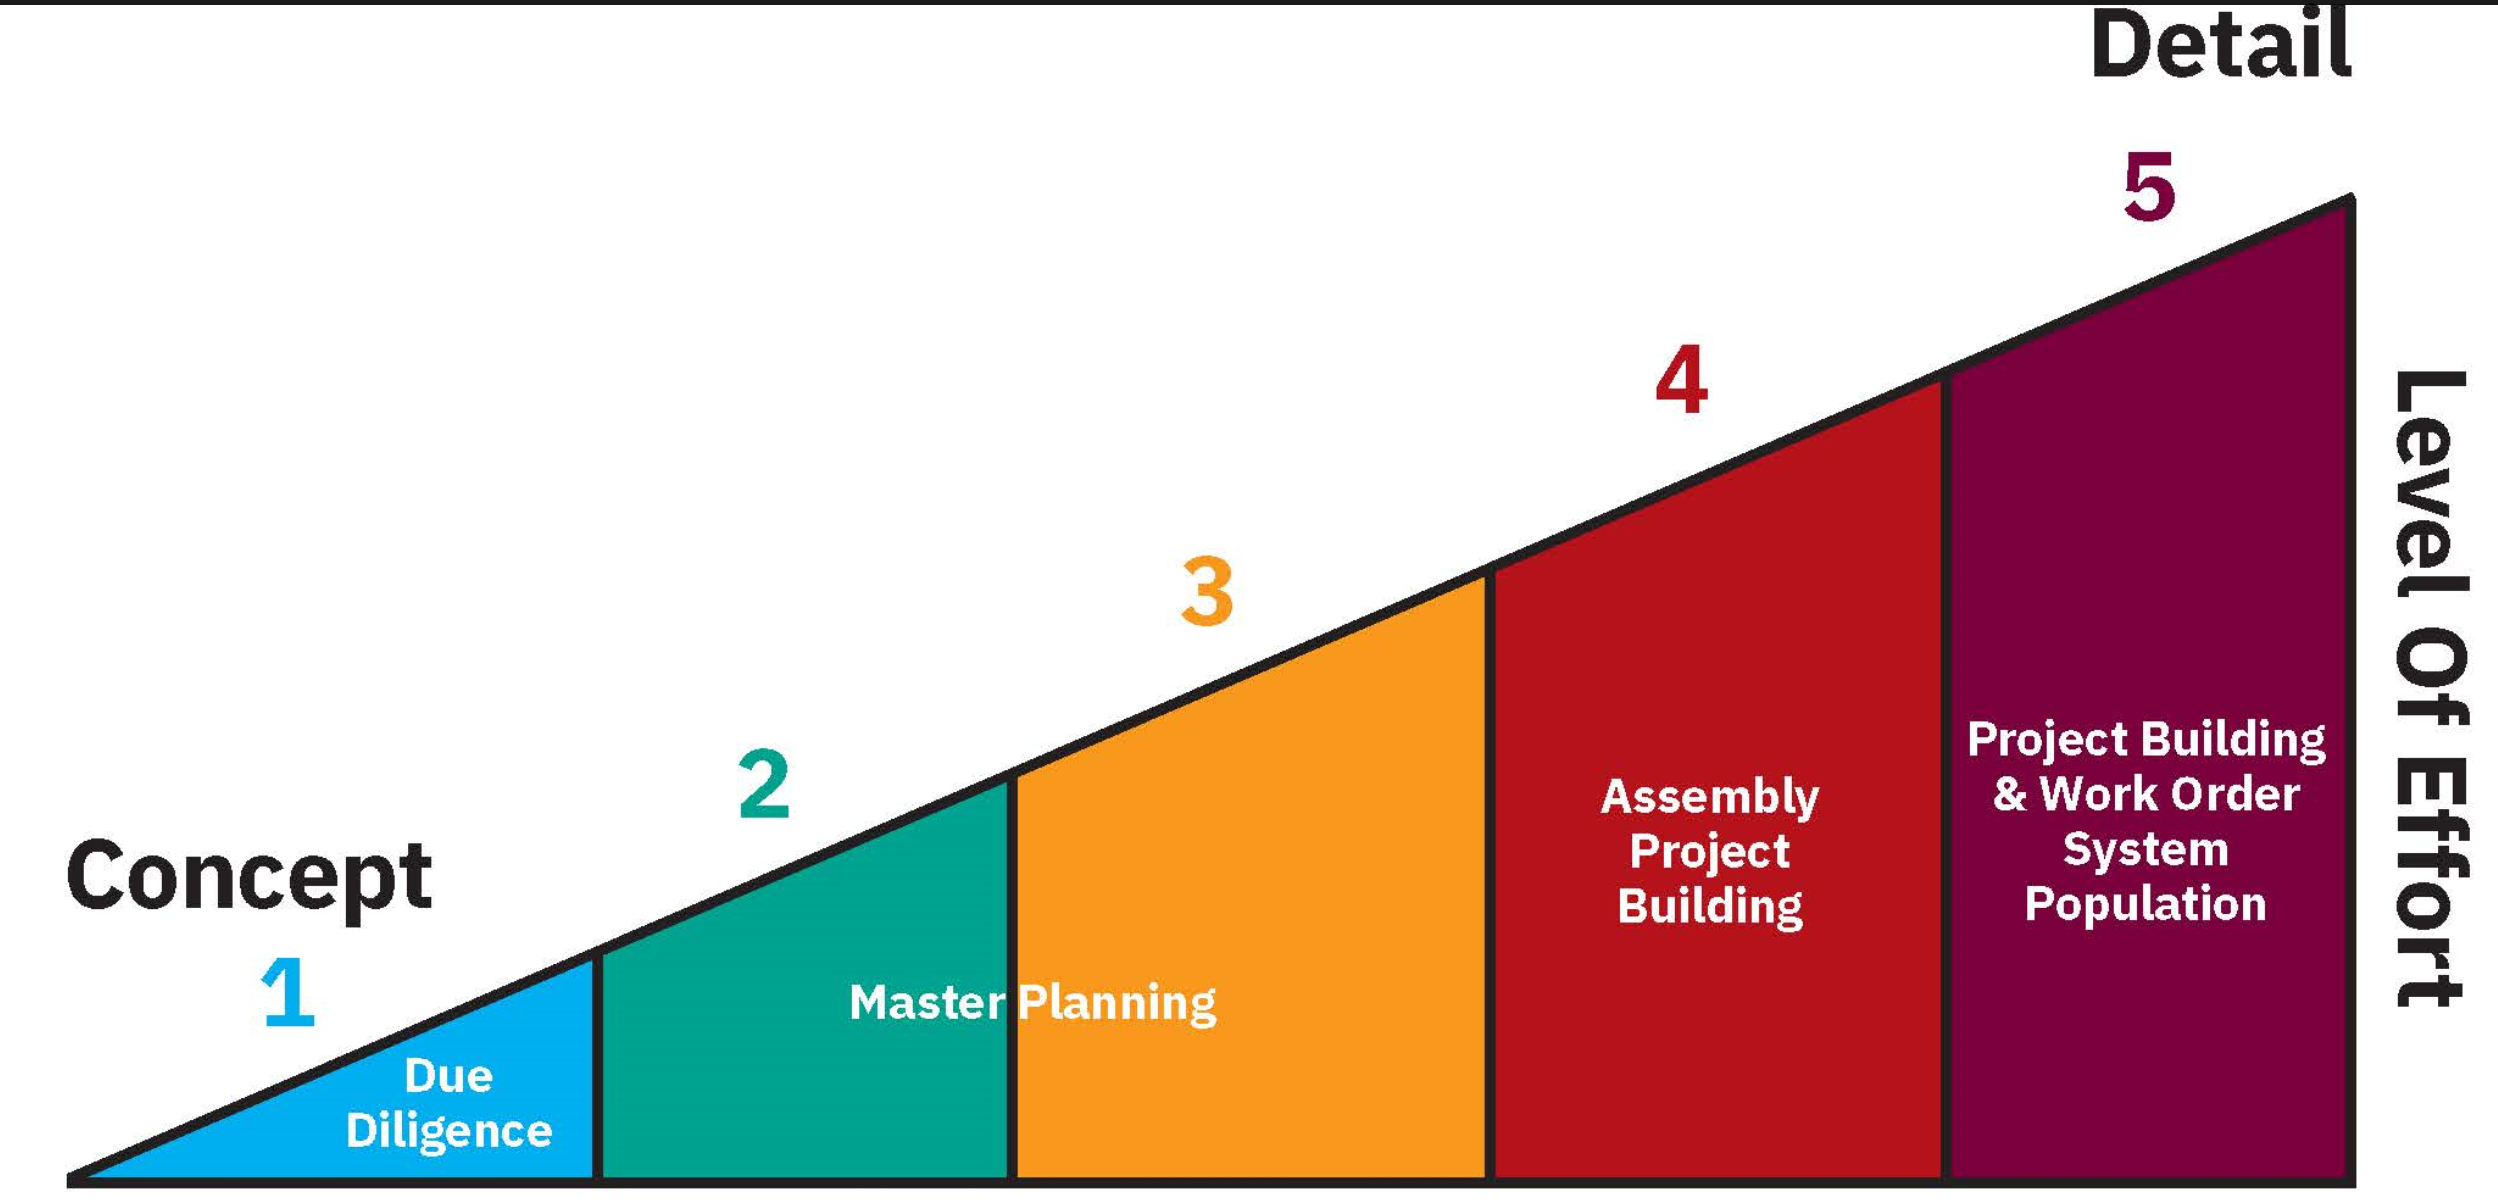 Detail
5
4
3
2
Concept
1
Due
Diligence
Master Planning
Assembly
Project
Building
Project Building
& Work Order
System
Population
Level Of Effort